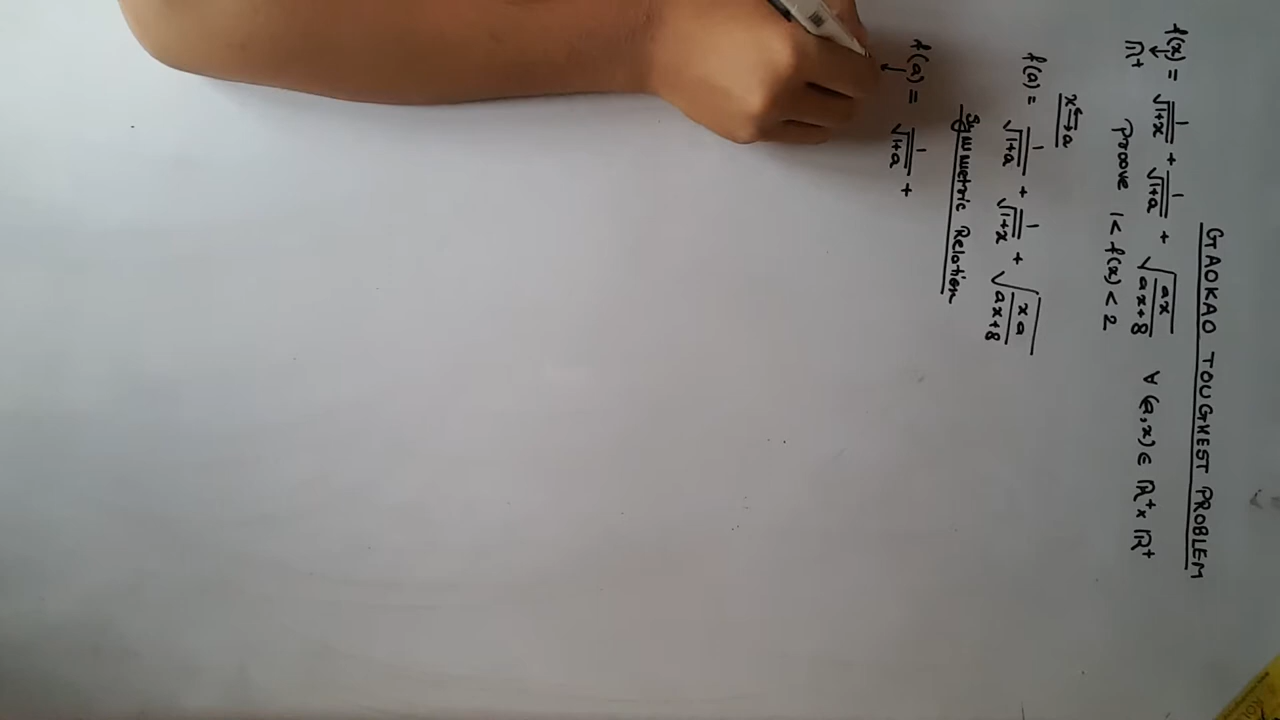 GAOKAO TOUGHEST PROBLEM
f(x) = 1/√(1+x) + 1/√(1+a) + √(ax/(ax+8)) ∀ (a,x) ∈ ℝ⁺ × ℝ⁺
↓
ℝ⁺ Proove 1 < f(x) < 2
x ↔ a
f(a) = 1/√(1+a) + 1/√(1+x) + √(xa/(ax+8))
Symmetric Relation
f(a) = 1/√(1+a) +
↓